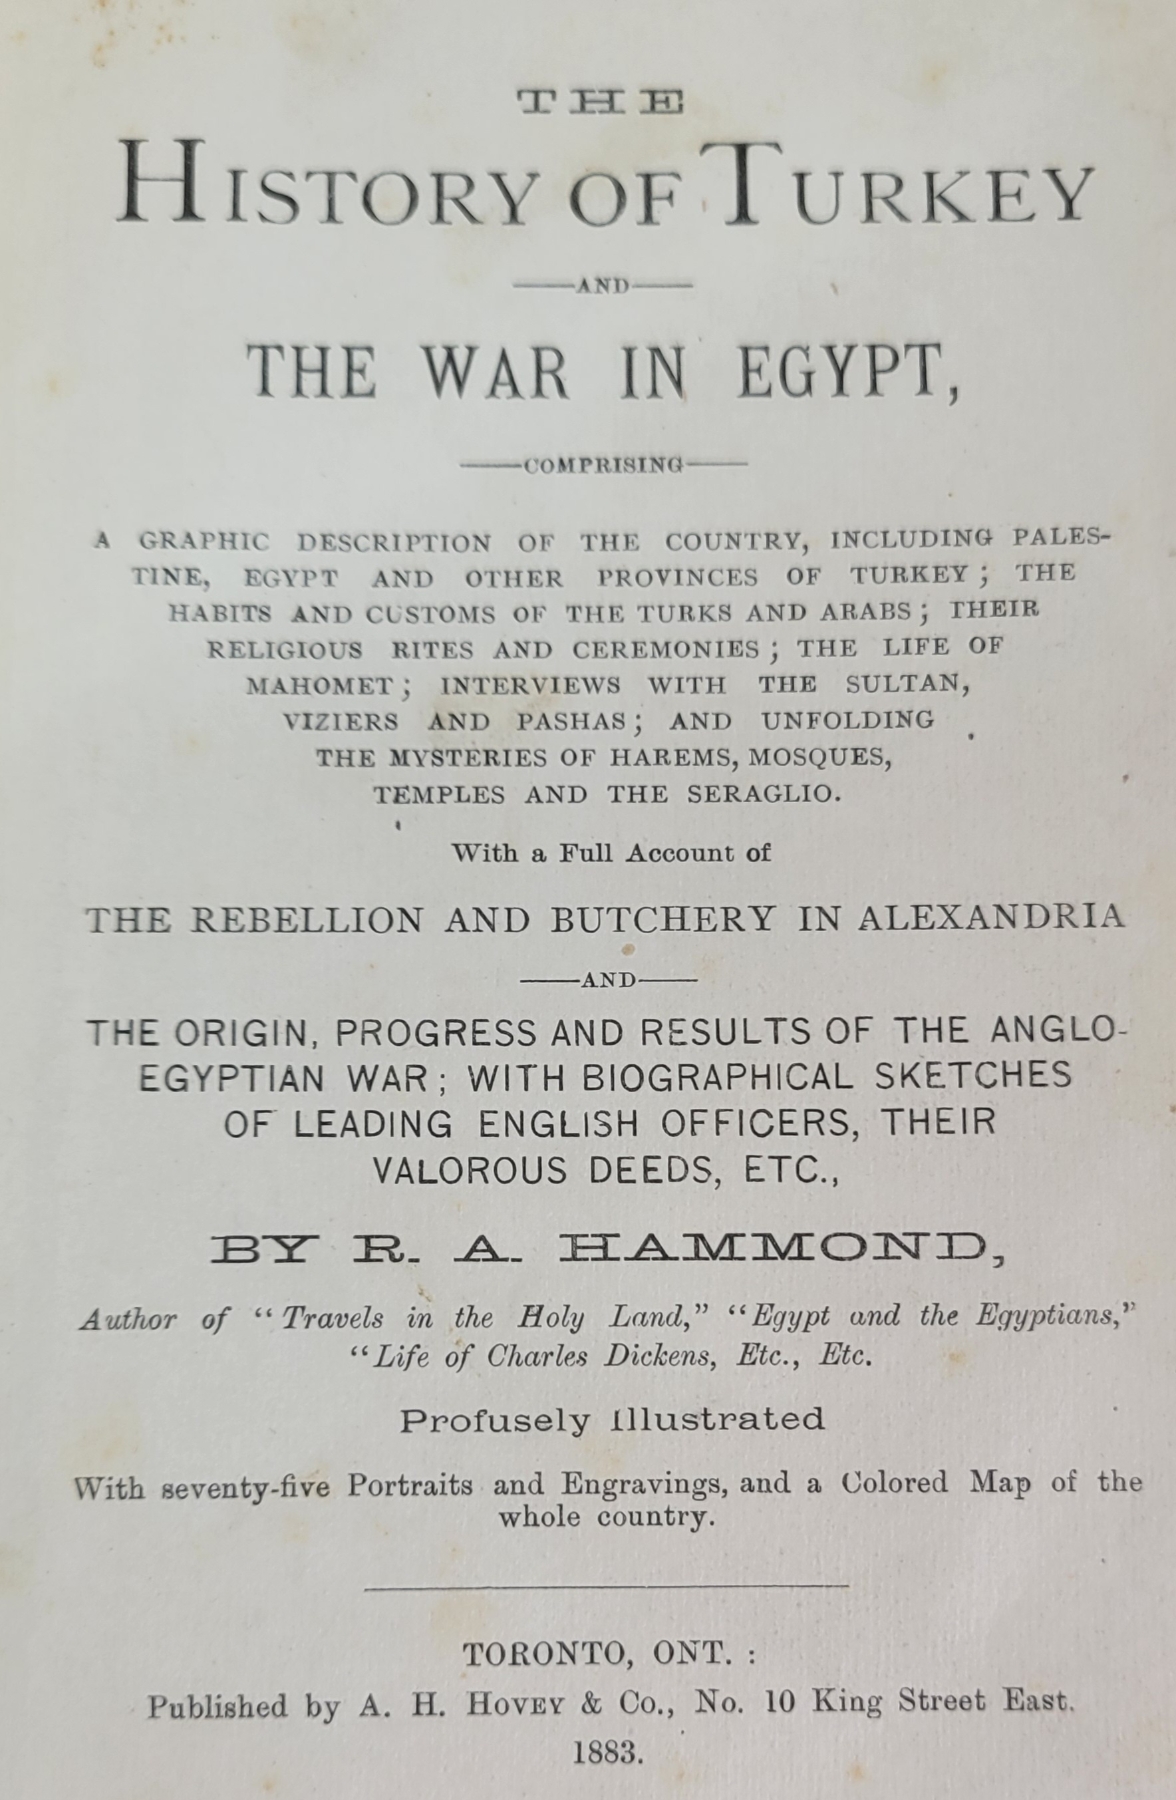 THE
HISTORY OF TURKEY
AND
THE WAR IN EGYPT,
COMPRISING
A GRAPHIC DESCRIPTION OF THE COUNTRY, INCLUDING PALES-
TINE, EGYPT AND OTHER PROVINCES OF TURKEY; THE
HABITS AND CUSTOMS OF THE TURKS AND ARABS; THEIR
RELIGIOUS RITES AND CEREMONIES; THE LIFE OF
MAHOMET; INTERVIEWS WITH THE SULTAN,
VIZIERS AND PASHAS; AND UNFOLDING
THE MYSTERIES OF HAREMS, MOSQUES,
TEMPLES AND THE SERAGLIO.
With a Full Account of
THE REBELLION AND BUTCHERY IN ALEXANDRIA
AND
THE ORIGIN, PROGRESS AND RESULTS OF THE ANGLO-
EGYPTIAN WAR; WITH BIOGRAPHICAL SKETCHES
OF LEADING ENGLISH OFFICERS, THEIR
VALOROUS DEEDS, ETC.,
BY R. A. HAMMOND,
Author of "Travels in the Holy Land," "Egypt and the Egyptians,"
"Life of Charles Dickens, Etc., Etc.
Profusely Illustrated
With seventy-five Portraits and Engravings, and a Colored Map of the
whole country.
TORONTO, ONT. :
Published by A. H. HOVEY & Co., No. 10 King Street East.
1883.